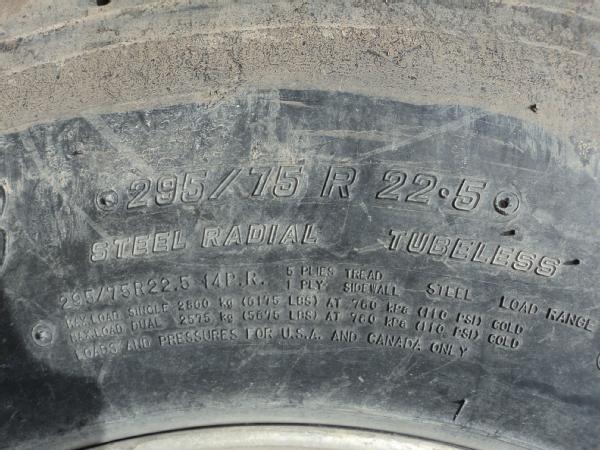 295/75 R 22.5
STEEL RADIAL TUBELESS
295/75R22.5 14P.R. 5 PLIES TREAD STEEL LOAD RANGE
1 PLY SIDEWALL
MAX.LOAD SINGLE 2800 kg (6175 LBS) AT 760 kPa (110 PSI) COLD
MAX.LOAD DUAL 2575 kg (5675 LBS) AT 760 kPa (110 PSI) COLD
LOADS AND PRESSURES FOR U.S.A. AND CANADA ONLY
1